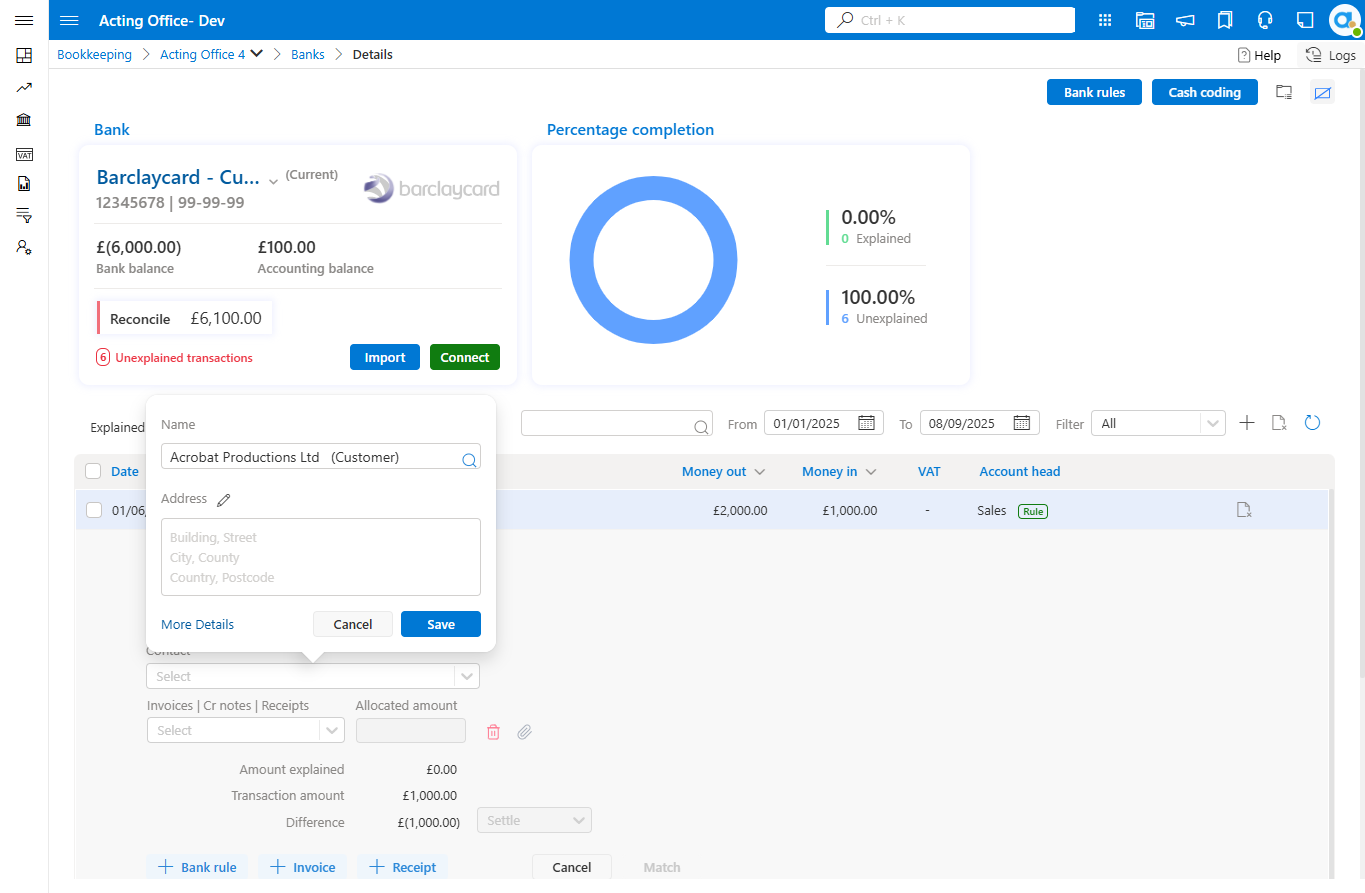 Acting Office- Dev
Ctrl + K
Bookkeeping
Acting Office 4
Banks
Details
Help
Logs
VAT
Bank rules
Cash coding
Bank
Percentage completion
Barclaycard - Cu...
(Current)
barclaycard
12345678 | 99-99-99
£(6,000.00)
£100.00
Bank balance
Accounting balance
Reconcile
£6,100.00
6 Unexplained transactions
Import
Connect
0.00%
0 Explained
100.00%
6 Unexplained
Explained
From
01/01/2025
To
08/09/2025
Filter
All
Name
Acrobat Productions Ltd (Customer)
Address
Building, Street
City, County
Country, Postcode
More Details
Cancel
Save
Date
Money out
Money in
VAT
Account head
01/06
£2,000.00
£1,000.00
-
Sales
Rule
Contact
Select
Invoices | Cr notes | Receipts
Allocated amount
Select
Amount explained
£0.00
Transaction amount
£1,000.00
Difference
£(1,000.00)
Settle
Bank rule
Invoice
Receipt
Cancel
Match